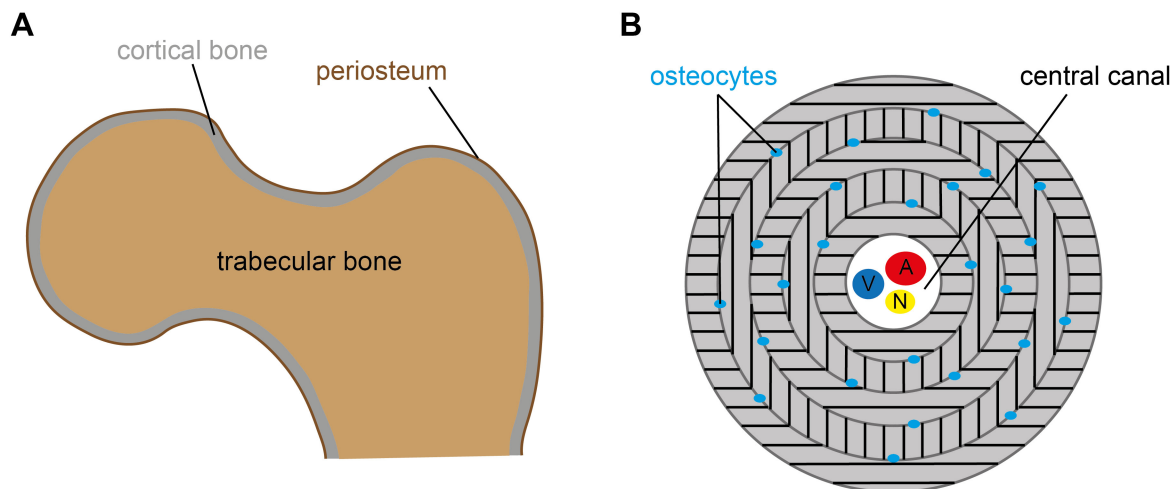 A
cortical bone
periosteum
trabecular bone
B
osteocytes
central canal
A
V
N